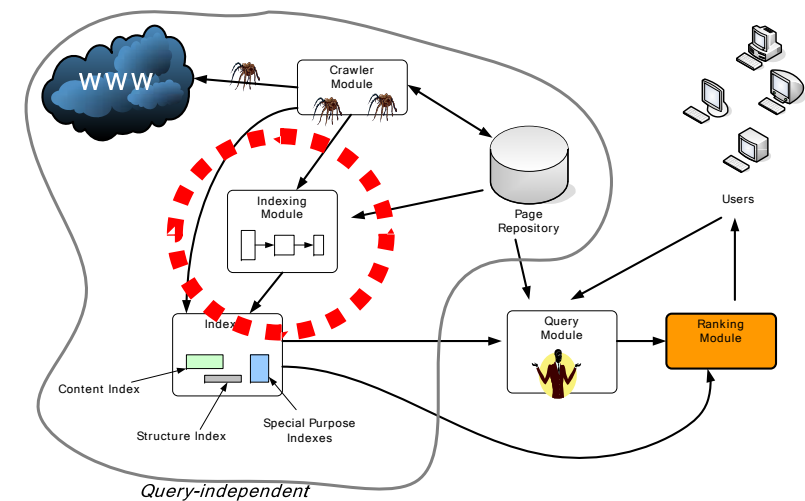 WWW
Crawler
Module
Indexing
Module
Page
Repository
Users
Index
Query
Module
Ranking
Module
Content Index
Structure Index
Special Purpose
Indexes
Query-independent